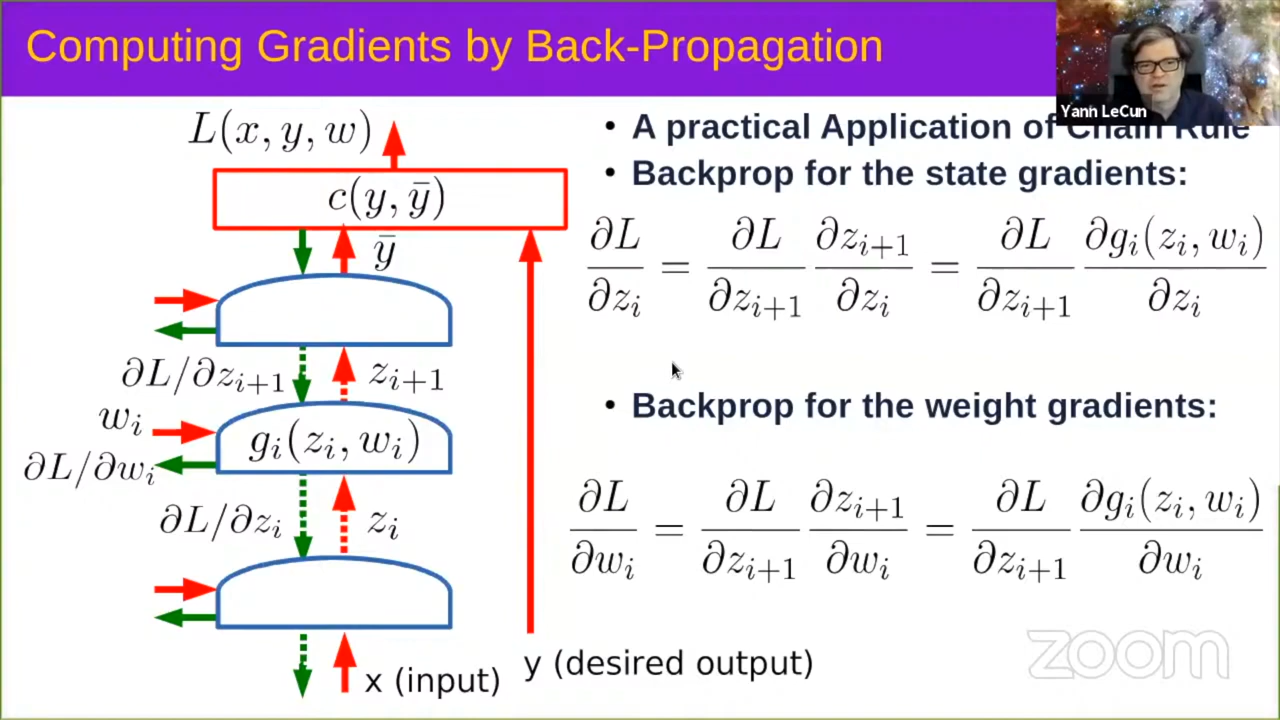 Computing Gradients by Back-Propagation
Yann LeCun
L(x, y, w)
c(y, ȳ)
ȳ
∂L/∂z_{i+1}
z_{i+1}
w_i
g_i(z_i, w_i)
∂L/∂w_i
∂L/∂z_i
z_i
x (input)
y (desired output)
• A practical Application of Chain Rule
• Backprop for the state gradients:
∂L/∂z_i = ∂L/∂z_{i+1} ∂z_{i+1}/∂z_i = ∂L/∂z_{i+1} ∂g_i(z_i, w_i)/∂z_i
• Backprop for the weight gradients:
∂L/∂w_i = ∂L/∂z_{i+1} ∂z_{i+1}/∂w_i = ∂L/∂z_{i+1} ∂g_i(z_i, w_i)/∂w_i
zoom